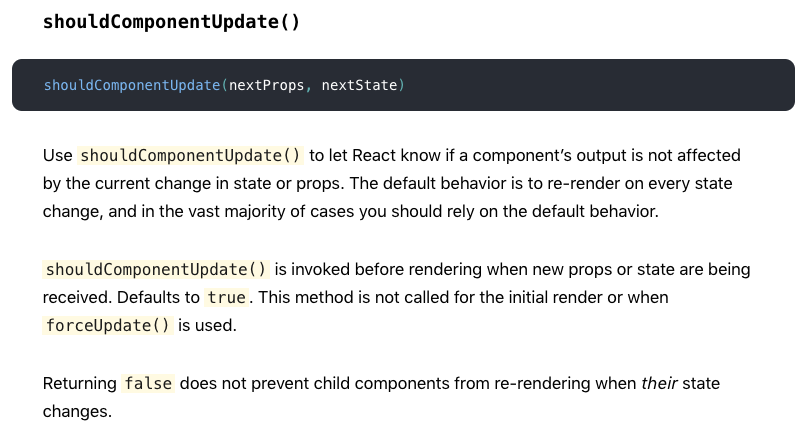 shouldComponentUpdate()
shouldComponentUpdate(nextProps, nextState)
Use shouldComponentUpdate() to let React know if a component’s output is not affected
by the current change in state or props. The default behavior is to re-render on every state
change, and in the vast majority of cases you should rely on the default behavior.
shouldComponentUpdate() is invoked before rendering when new props or state are being
received. Defaults to true. This method is not called for the initial render or when
forceUpdate() is used.
Returning false does not prevent child components from re-rendering when their state
changes.